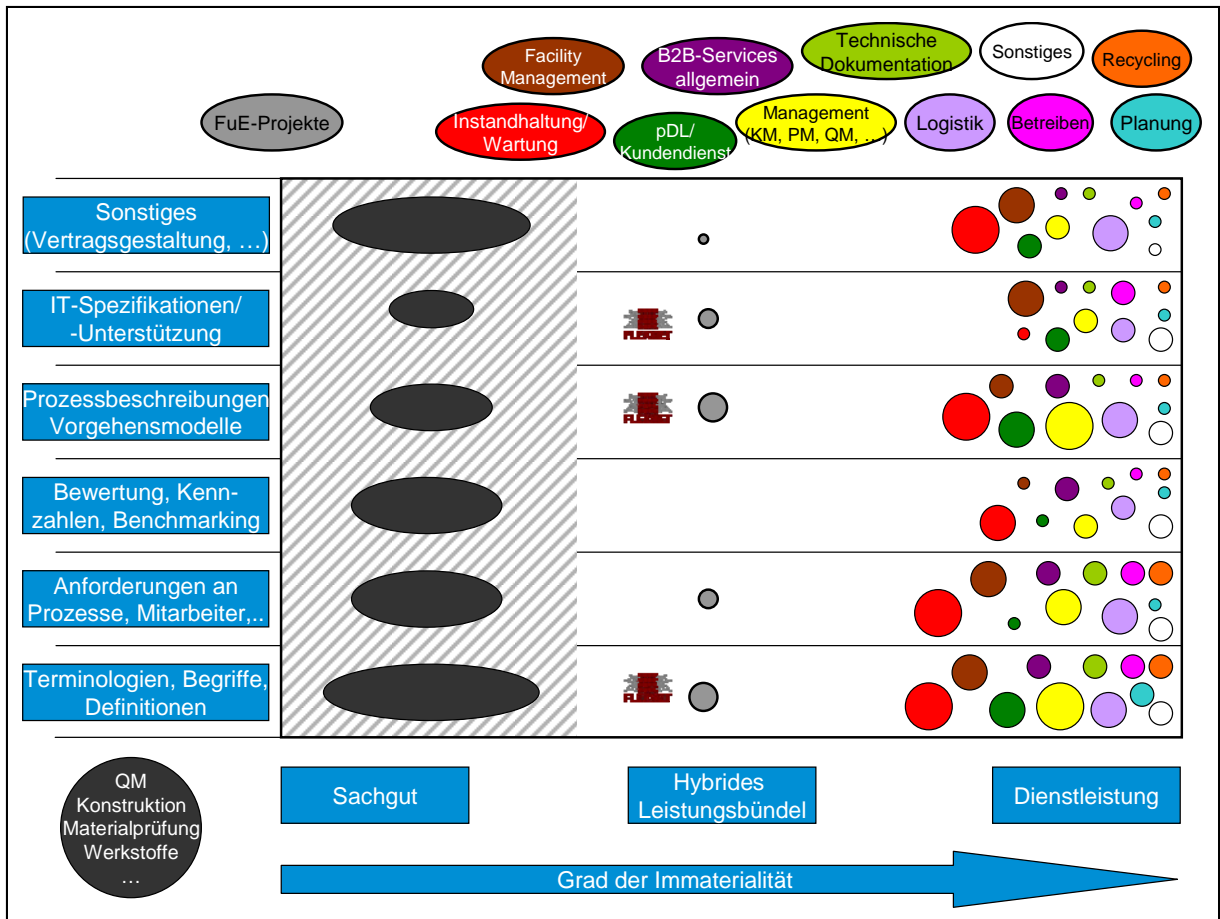 Facility
Management
B2B-Services
allgemein
Technische
Dokumentation
Sonstiges
Recycling
FuE-Projekte
Instandhaltung/
Wartung
pDL/
Kundendienst
Management
(KM, PM, QM, …)
Logistik
Betreiben
Planung
Sonstiges
(Vertragsgestaltung, …)
IT-Spezifikationen/
-Unterstützung
Prozessbeschreibungen
Vorgehensmodelle
Bewertung, Kenn-
zahlen, Benchmarking
Anforderungen an
Prozesse, Mitarbeiter,..
Terminologien, Begriffe,
Definitionen
QM
Konstruktion
Materialprüfung
Werkstoffe
…
Sachgut
Hybrides
Leistungsbündel
Dienstleistung
Grad der Immaterialität